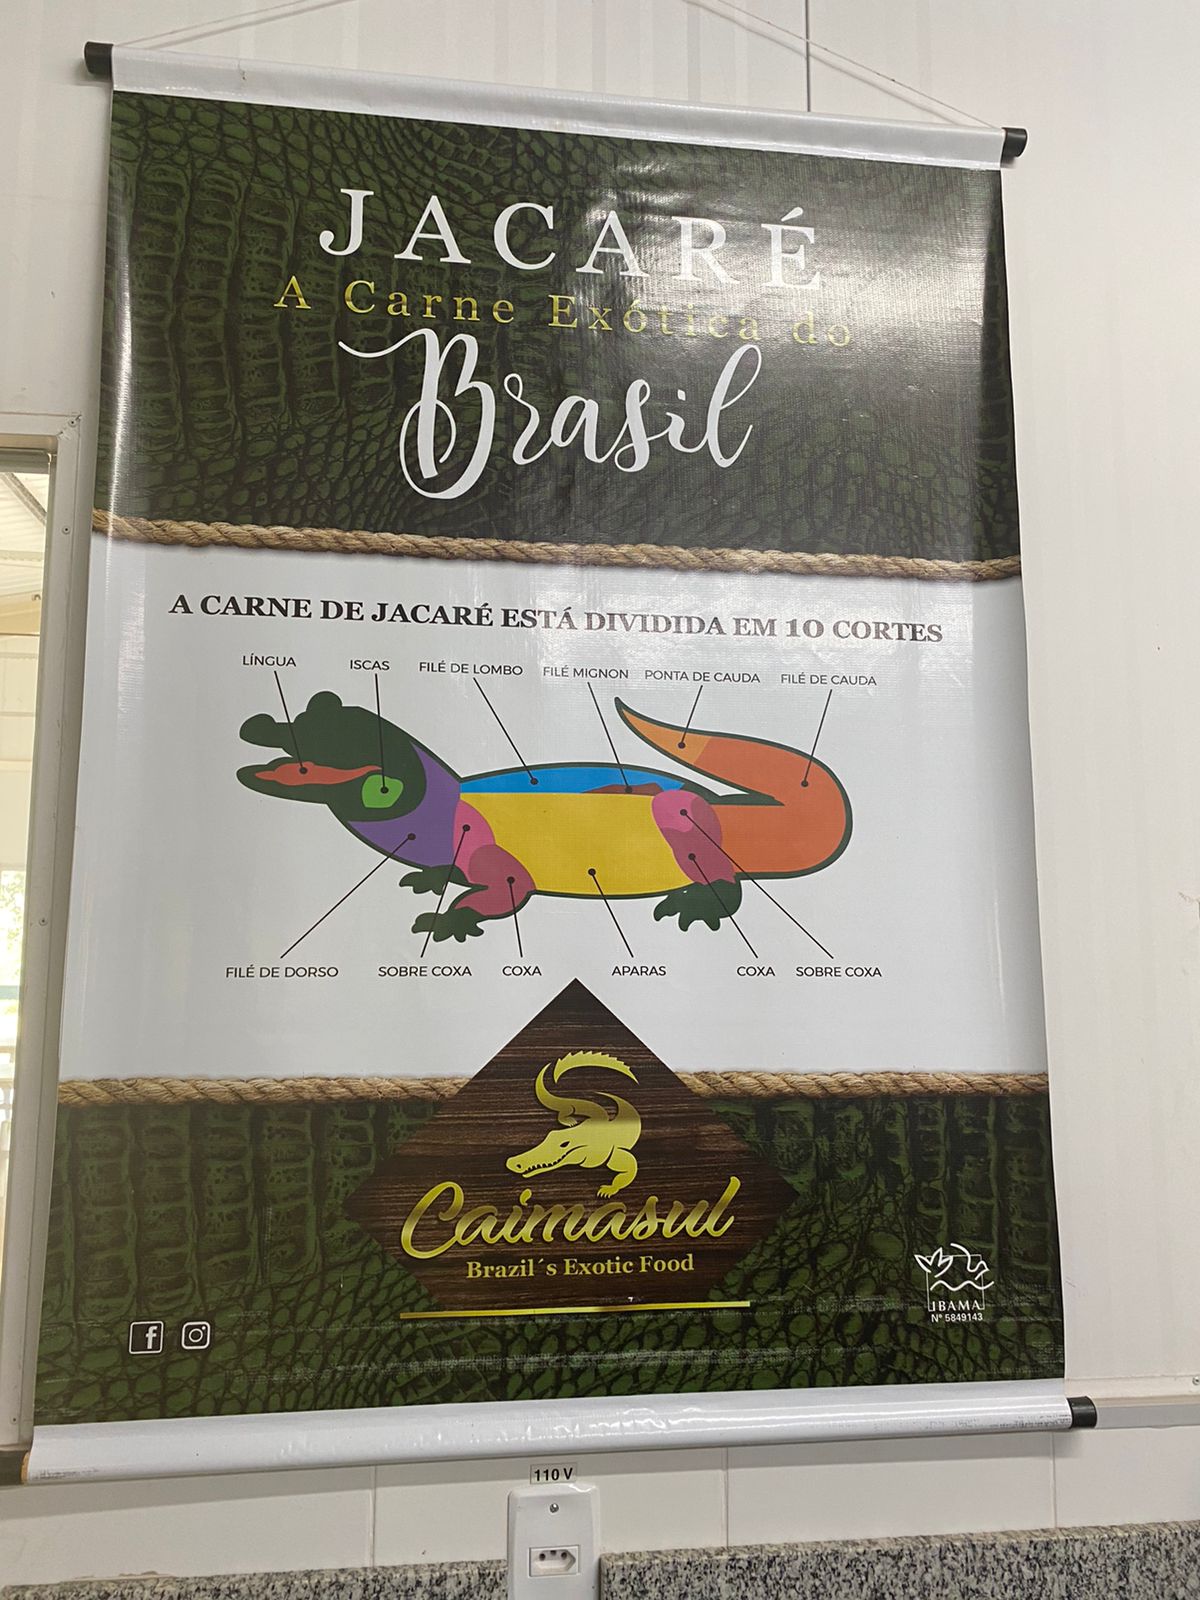 JACARÉ
A Carne Exótica do
Brasil
A CARNE DE JACARÉ ESTÁ DIVIDIDA EM 10 CORTES
LÍNGUA ISCAS FILÉ DE LOMBO FILÉ MIGNON PONTA DE CAUDA FILÉ DE CAUDA
FILÉ DE DORSO SOBRE COXA COXA APARAS COXA SOBRE COXA
Caimasul
Brazil´s Exotic Food
IBAMA
Nº 5849143
110 V